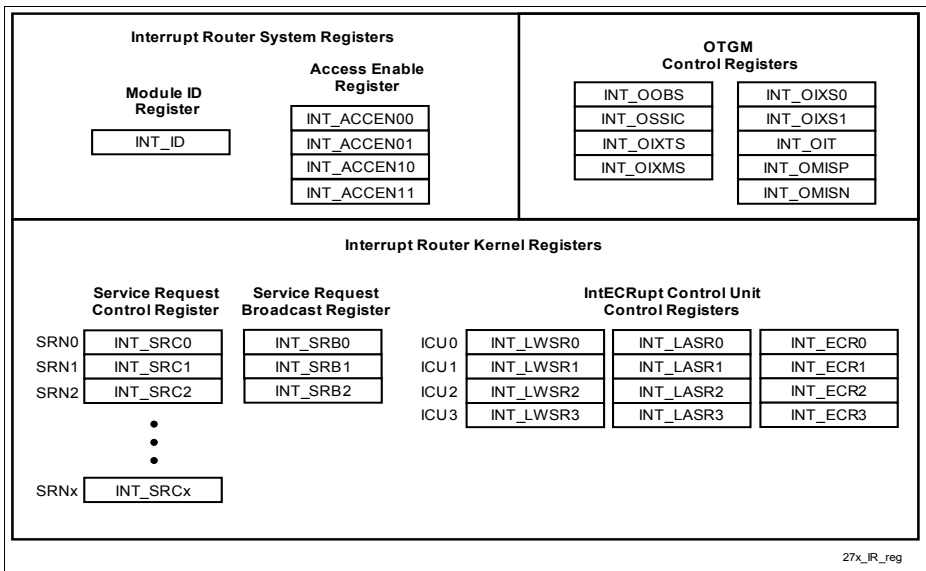 Interrupt Router System Registers
Module ID
Register
INT_ID
Access Enable
Register
INT_ACCEN00
INT_ACCEN01
INT_ACCEN10
INT_ACCEN11
OTGM
Control Registers
INT_OOBS
INT_OSSIC
INT_OIXTS
INT_OIXMS
INT_OIXS0
INT_OIXS1
INT_OIT
INT_OMISP
INT_OMISN
Interrupt Router Kernel Registers
Service Request
Control Register
SRN0 INT_SRC0
SRN1 INT_SRC1
SRN2 INT_SRC2
SRNx INT_SRCx
Service Request
Broadcast Register
INT_SRB0
INT_SRB1
INT_SRB2
IntECRupt Control Unit
Control Registers
ICU0 INT_LWSR0 INT_LASR0 INT_ECR0
ICU1 INT_LWSR1 INT_LASR1 INT_ECR1
ICU2 INT_LWSR2 INT_LASR2 INT_ECR2
ICU3 INT_LWSR3 INT_LASR3 INT_ECR3
27x_IR_reg